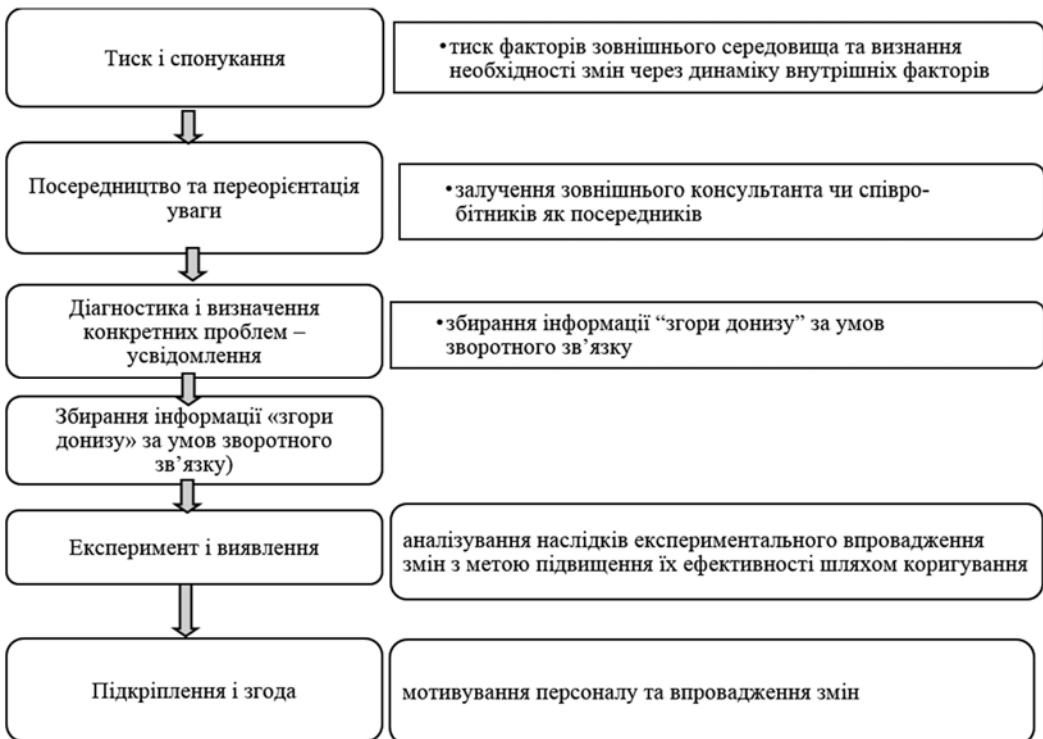 Тиск і спонукання
•тиск факторів зовнішнього середовища та визнання
необхідності змін через динаміку внутрішніх факторів
Посередництво та переорієнтація
уваги
•залучення зовнішнього консультанта чи співро-
бітників як посередників
Діагностика і визначення
конкретних проблем –
усвідомлення
•збирання інформації “згори донизу” за умов
зворотного зв’язку
Збирання інформації «згори
донизу» за умов зворотного
зв’язку)
Експеримент і виявлення
аналізування наслідків експериментального впровадження
змін з метою підвищення їх ефективності шляхом коригування
Підкріплення і згода
мотивування персоналу та впровадження змін